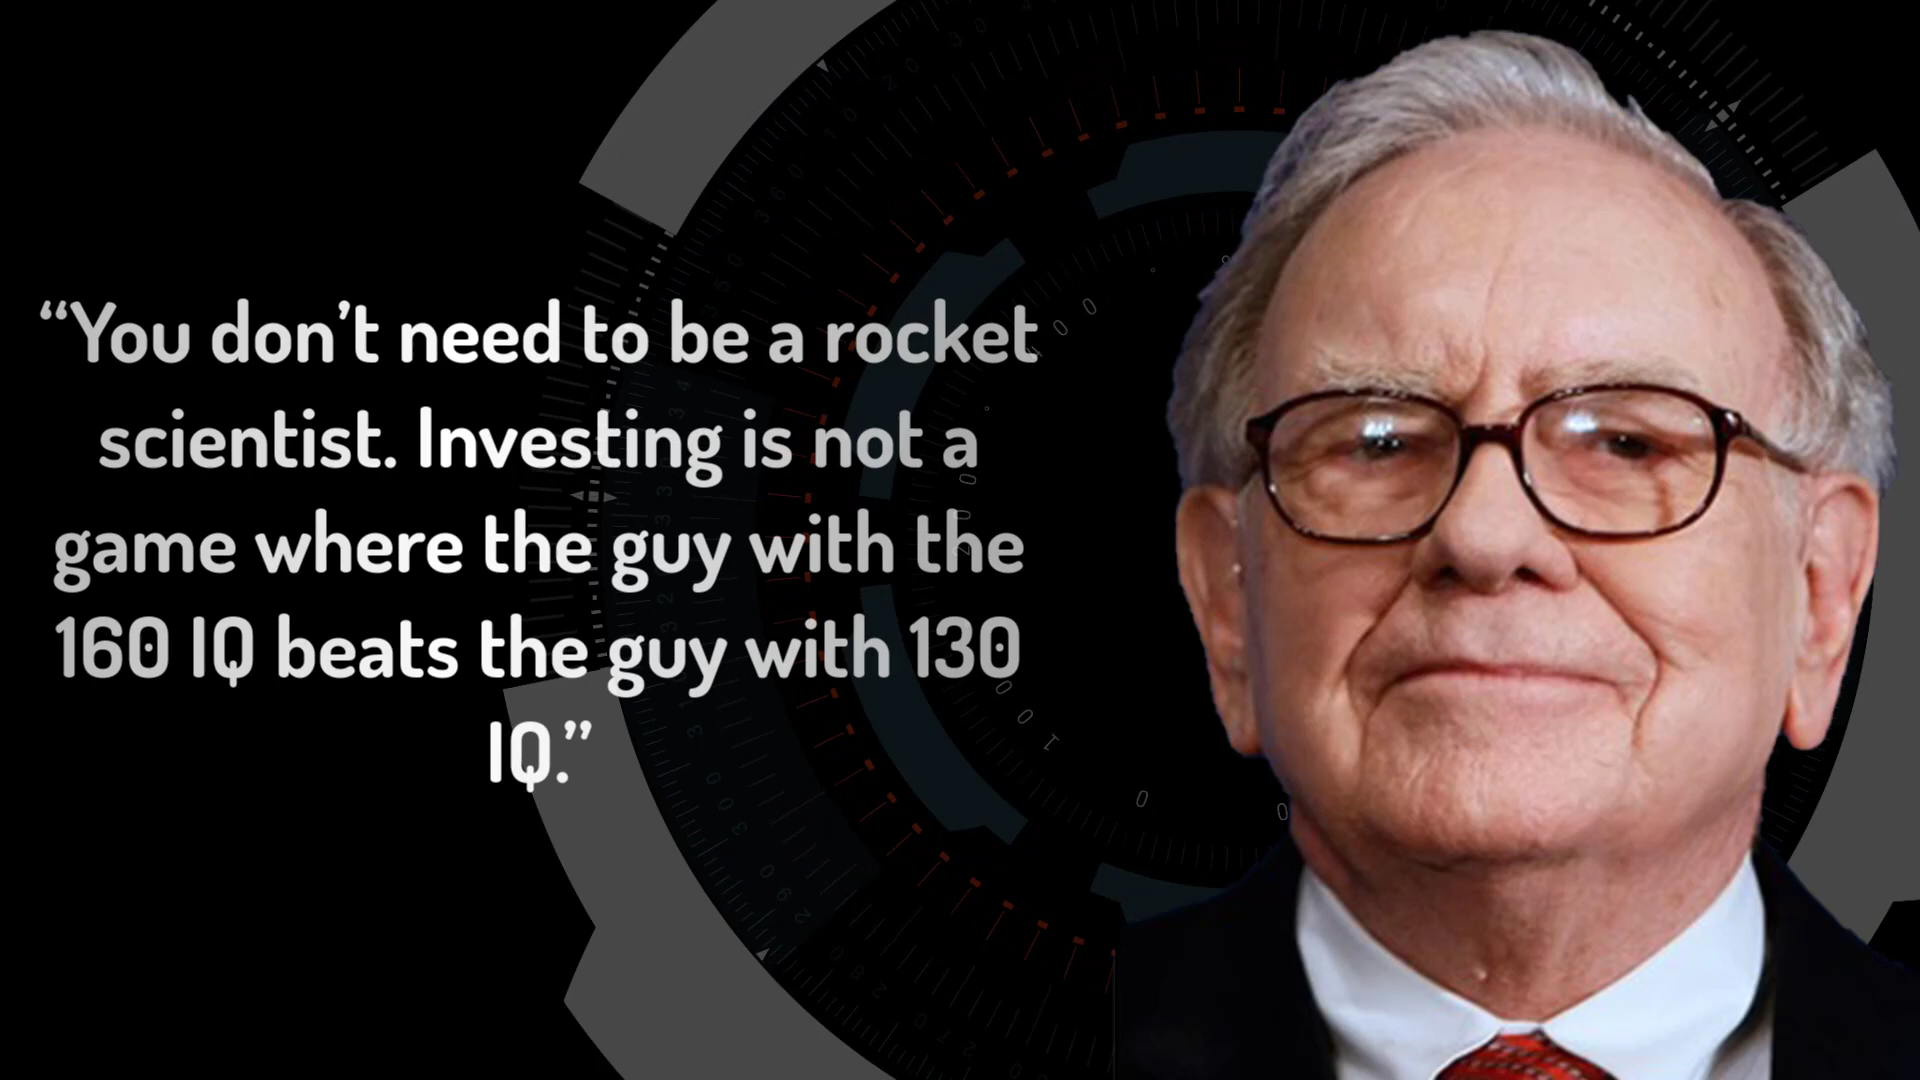 “You don’t need to be a rocket
scientist. Investing is not a
game where the guy with the
160 IQ beats the guy with 130
IQ.”